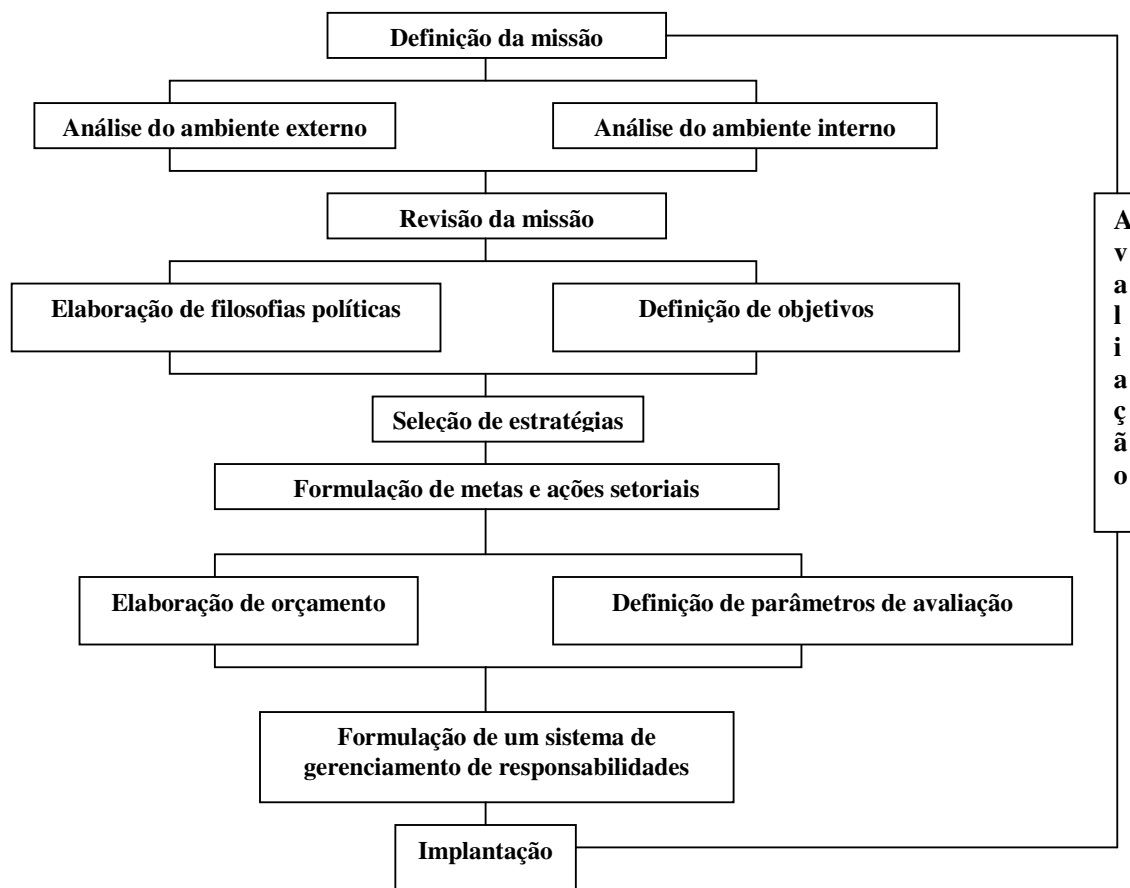 Definição da missão
Análise do ambiente externo
Análise do ambiente interno
Revisão da missão
Elaboração de filosofias políticas
Definição de objetivos
Seleção de estratégias
Formulação de metas e ações setoriais
Elaboração de orçamento
Definição de parâmetros de avaliação
Formulação de um sistema de
gerenciamento de responsabilidades
Implantação
A
v
a
l
i
a
ç
ã
o